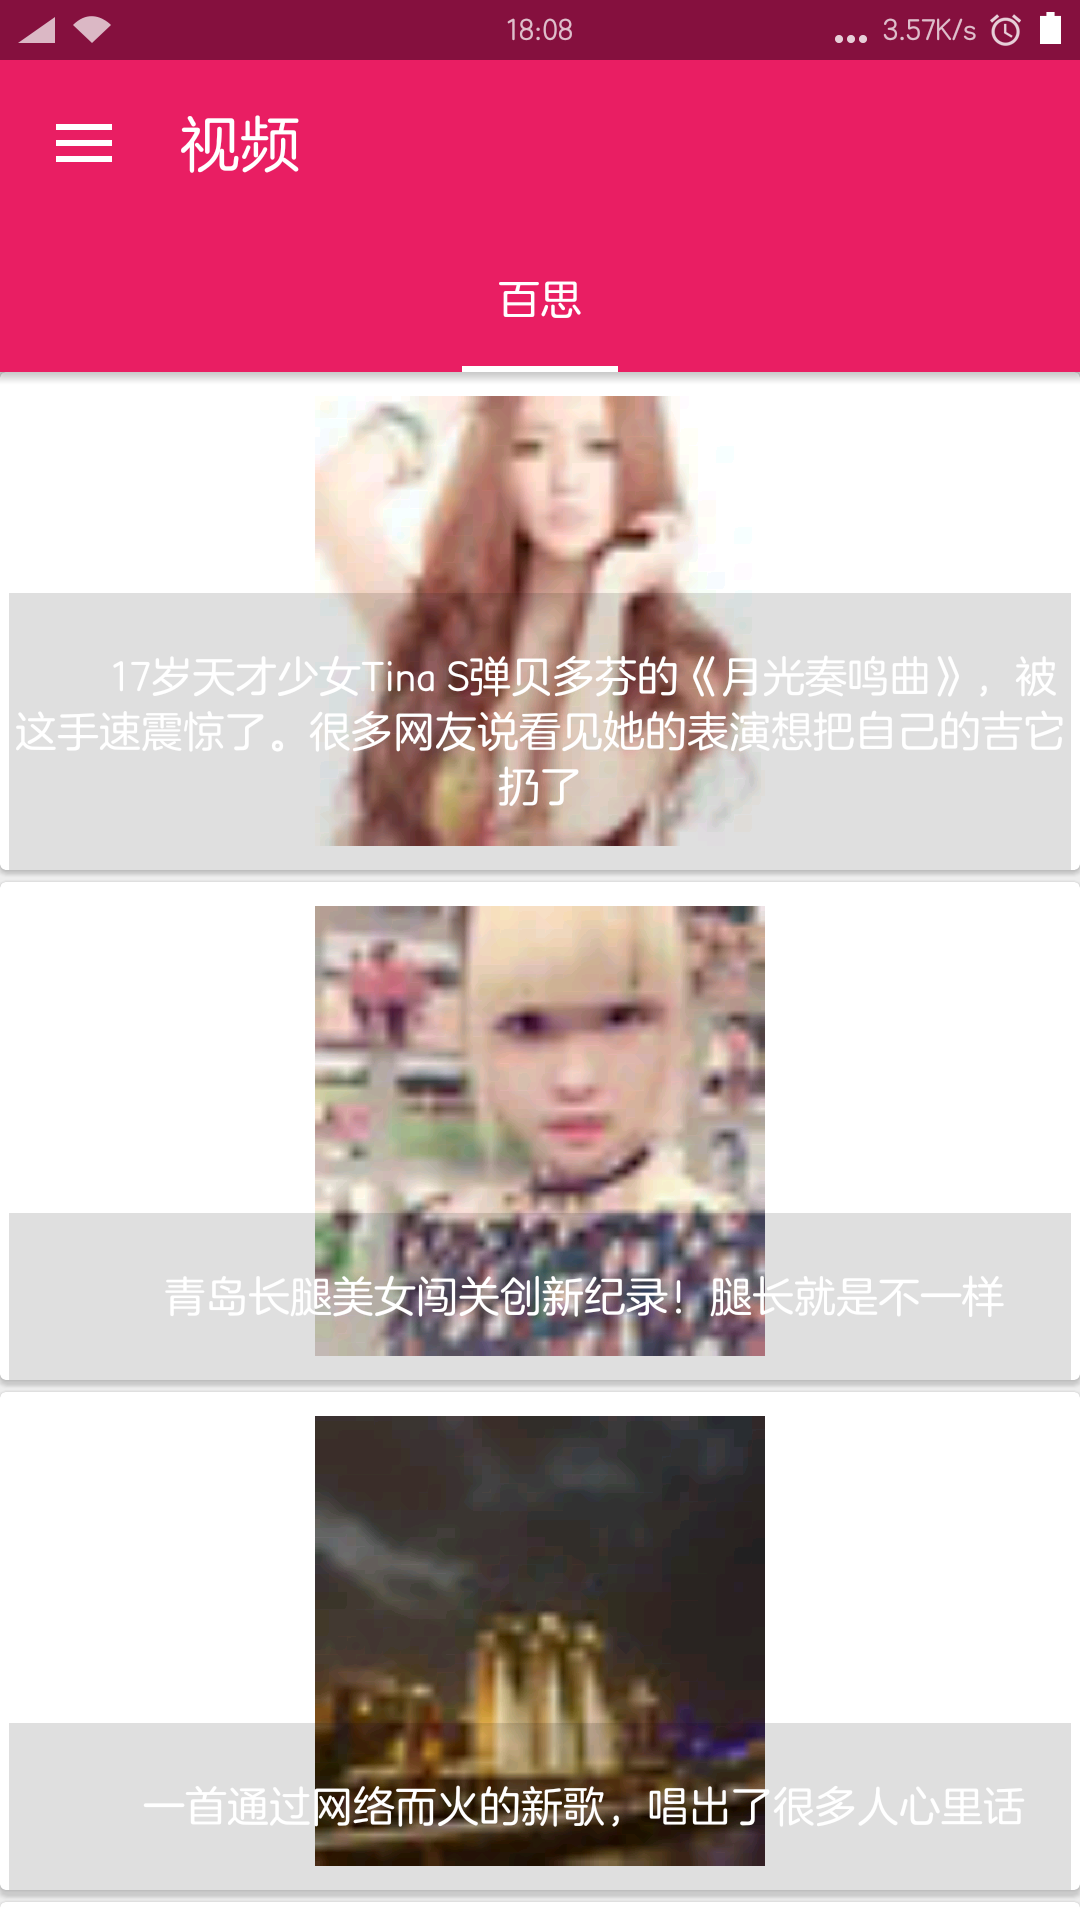 18:08
... 3.57K/s
视频
百思
17岁天才少女Tina S弹贝多芬的《月光奏鸣曲》，被
这手速震惊了。很多网友说看见她的表演想把自己的吉它
扔了
青岛长腿美女闯关创新纪录！腿长就是不一样
一首通过网络而火的新歌，唱出了很多人心里话